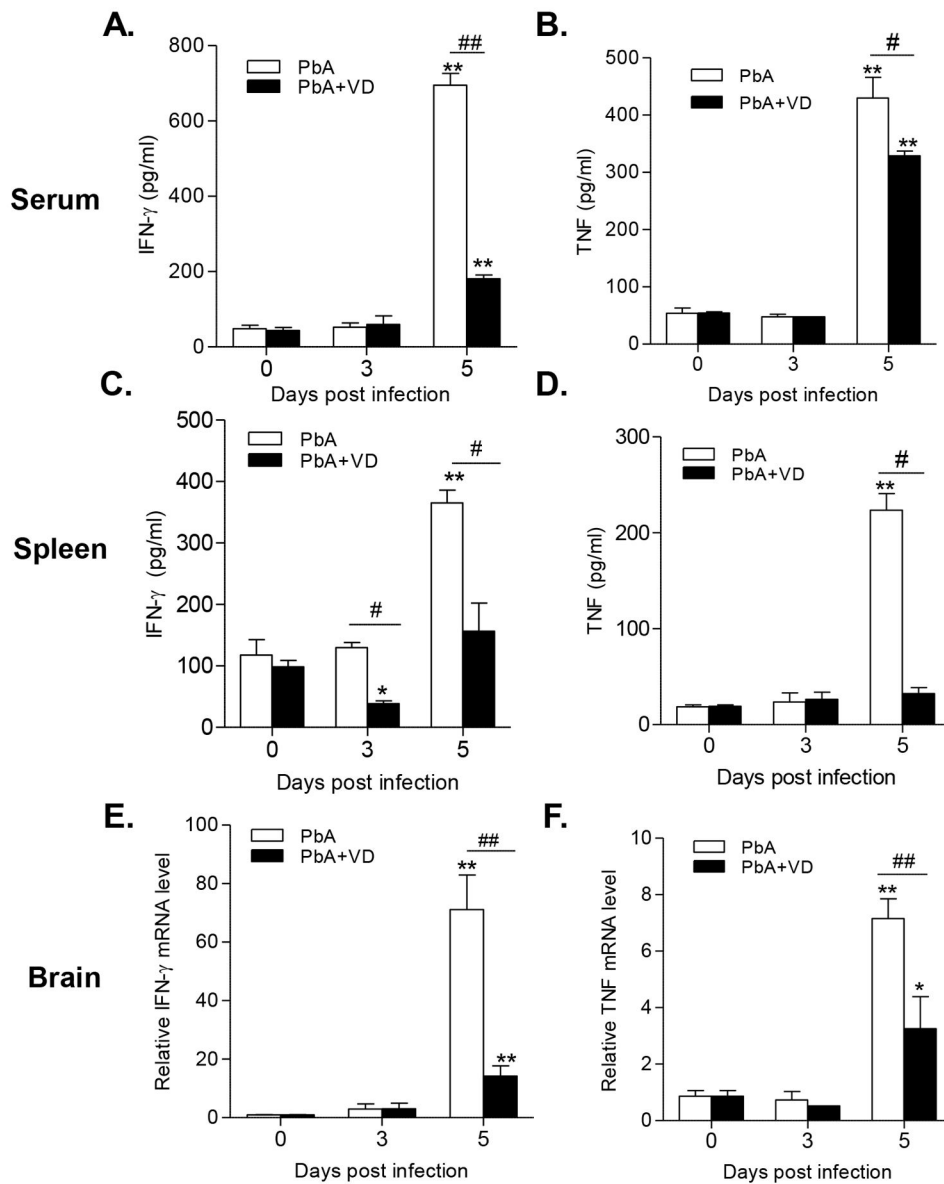 A.
800
600
400
200
0
IFN-γ (pg/ml)
PbA
PbA+VD
**
##
**
0 3 5
Days post infection
B.
500
400
300
200
100
0
TNF (pg/ml)
PbA
PbA+VD
**
#
**
0 3 5
Days post infection
Serum
C.
500
400
300
200
100
0
IFN-γ (pg/ml)
PbA
PbA+VD
#
*
**
#
0 3 5
Days post infection
D.
300
200
100
0
TNF (pg/ml)
PbA
PbA+VD
**
#
0 3 5
Days post infection
Spleen
E.
100
80
60
40
20
0
Relative IFN-γ mRNA level
PbA
PbA+VD
**
##
**
0 3 5
Days post infection
F.
8
6
4
2
0
Relative TNF mRNA level
PbA
PbA+VD
**
##
*
0 3 5
Days post infection
Brain